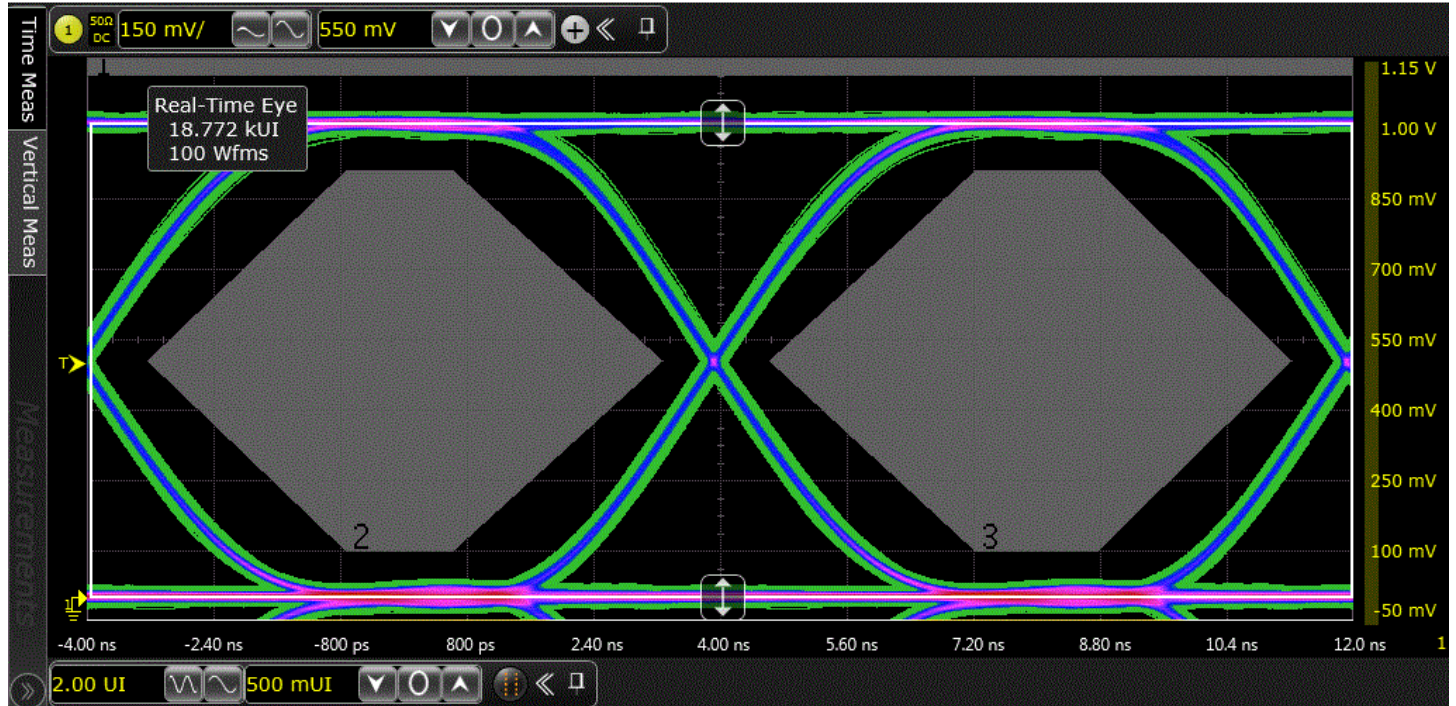 Time Meas
Vertical Meas
Measurements
1 50Ω DC 150 mV/ 550 mV
Real-Time Eye
18.772 kUI
100 Wfms
1.15 V
1.00 V
850 mV
700 mV
550 mV
400 mV
250 mV
100 mV
-50 mV
T
2
3
1
-4.00 ns -2.40 ns -800 ps 800 ps 2.40 ns 4.00 ns 5.60 ns 7.20 ns 8.80 ns 10.4 ns 12.0 ns 1
2.00 UI 500 mUI